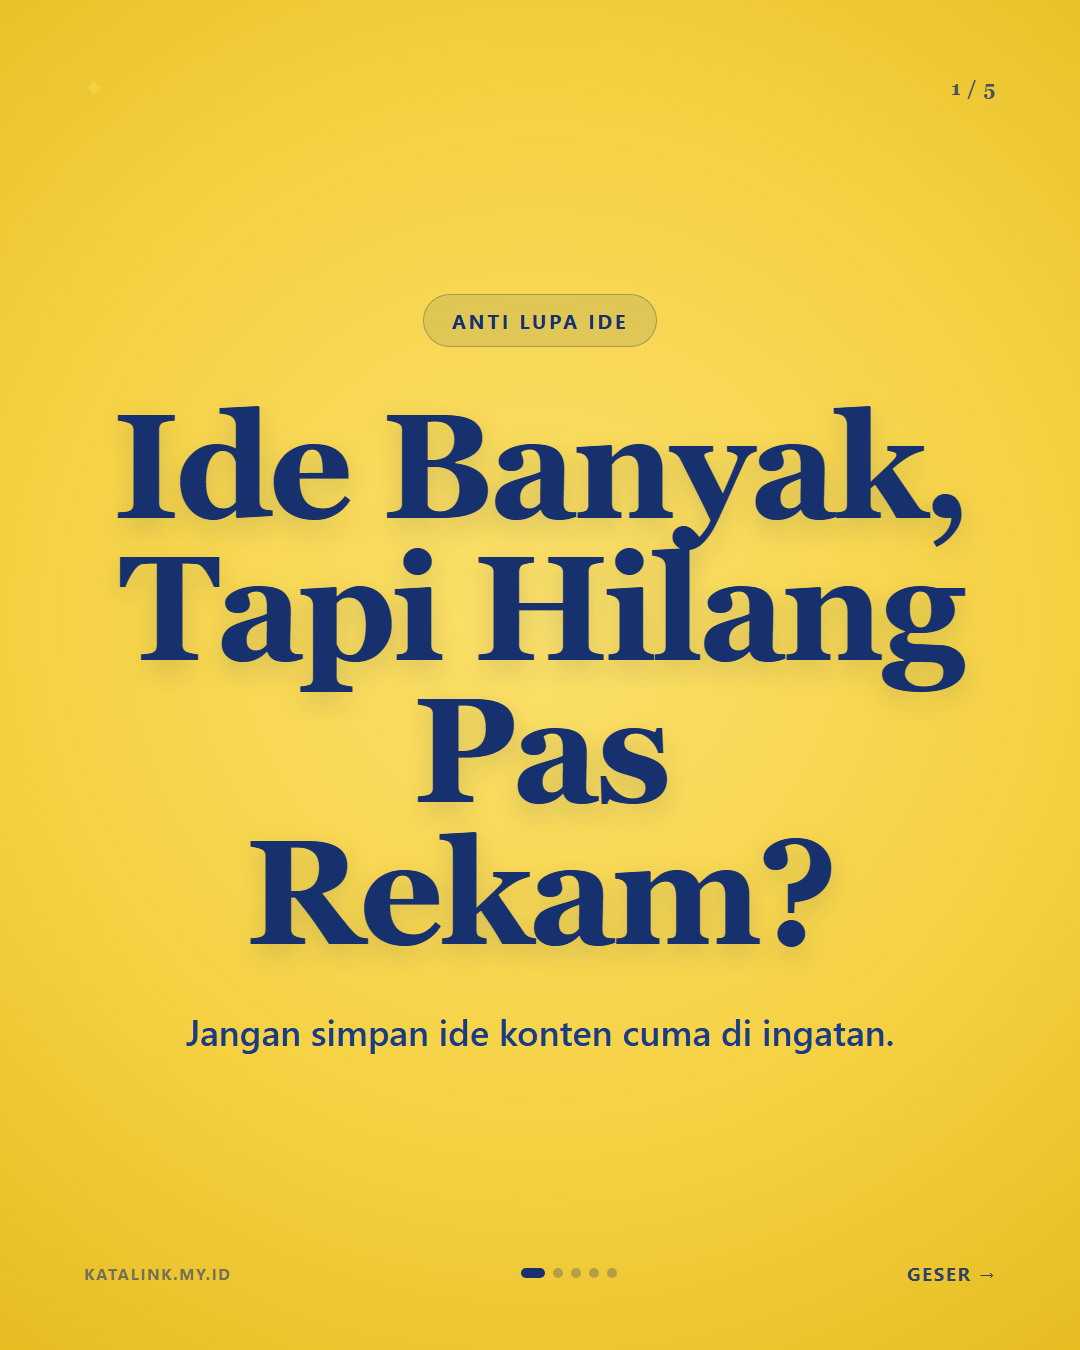 1 / 5
ANTI LUPA IDE
Ide Banyak,
Tapi Hilang
Pas
Rekam?
Jangan simpan ide konten cuma di ingatan.
KATALINK.MY.ID
GESER →